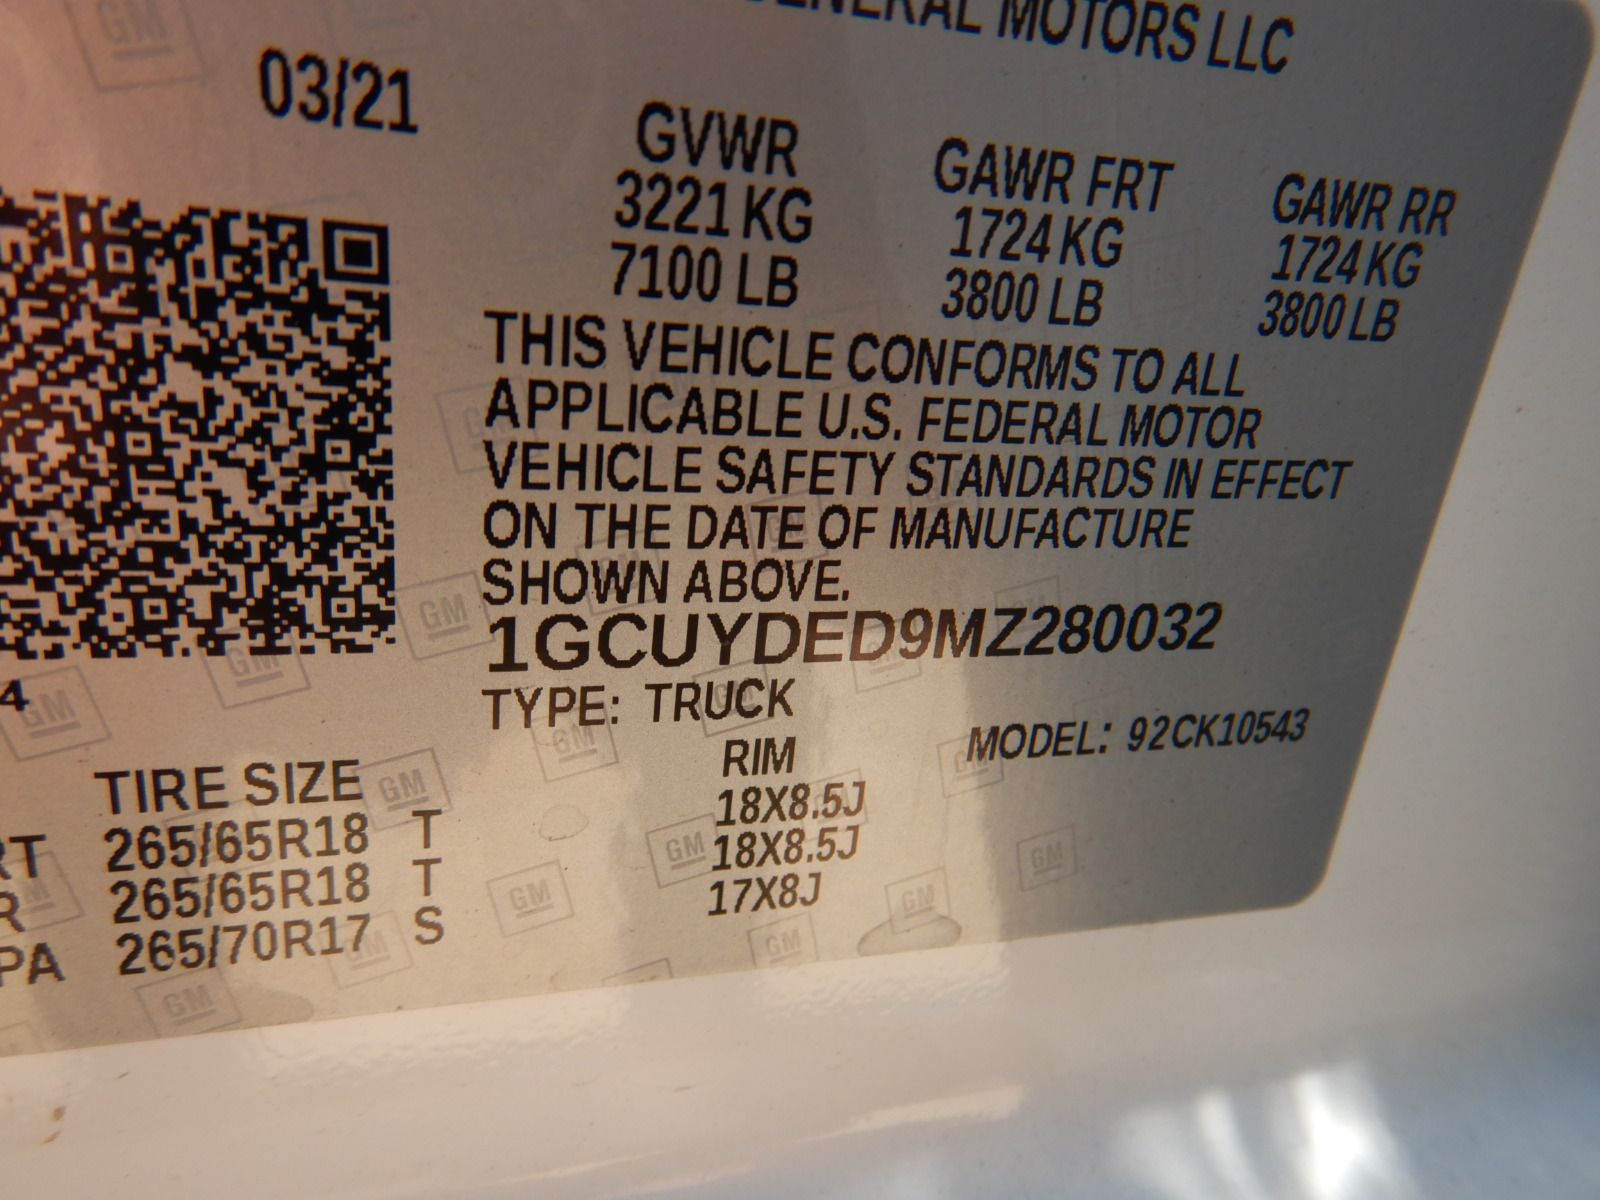 GENERAL MOTORS LLC
03/21
GVWR GAWR FRT GAWR RR
3221 KG 1724 KG 1724 KG
7100 LB 3800 LB 3800 LB
THIS VEHICLE CONFORMS TO ALL
APPLICABLE U.S. FEDERAL MOTOR
VEHICLE SAFETY STANDARDS IN EFFECT
ON THE DATE OF MANUFACTURE
SHOWN ABOVE.
1GCUYDED9MZ280032
4
TYPE: TRUCK MODEL: 92CK10543
TIRE SIZE RIM
RT 265/65R18 T 18X8.5J
R 265/65R18 T 18X8.5J
PA 265/70R17 S 17X8J